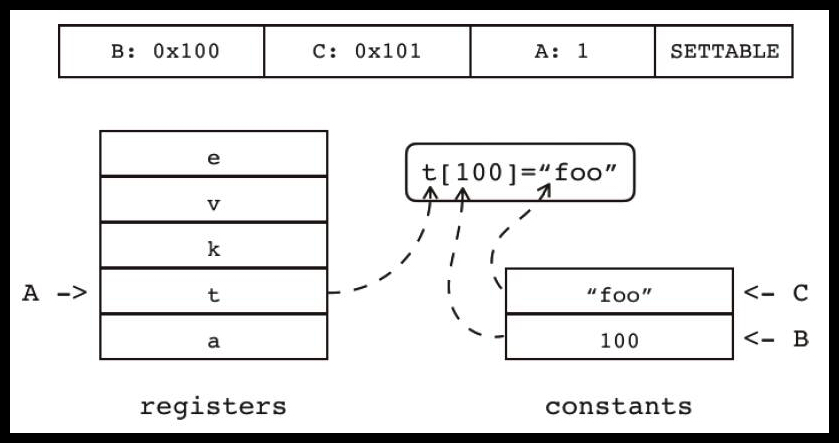 B: 0x100 C: 0x101 A: 1 SETTABLE
e
t[100]=“foo”
v
k
A -> t
“foo” <- C
a
100 <- B
registers constants